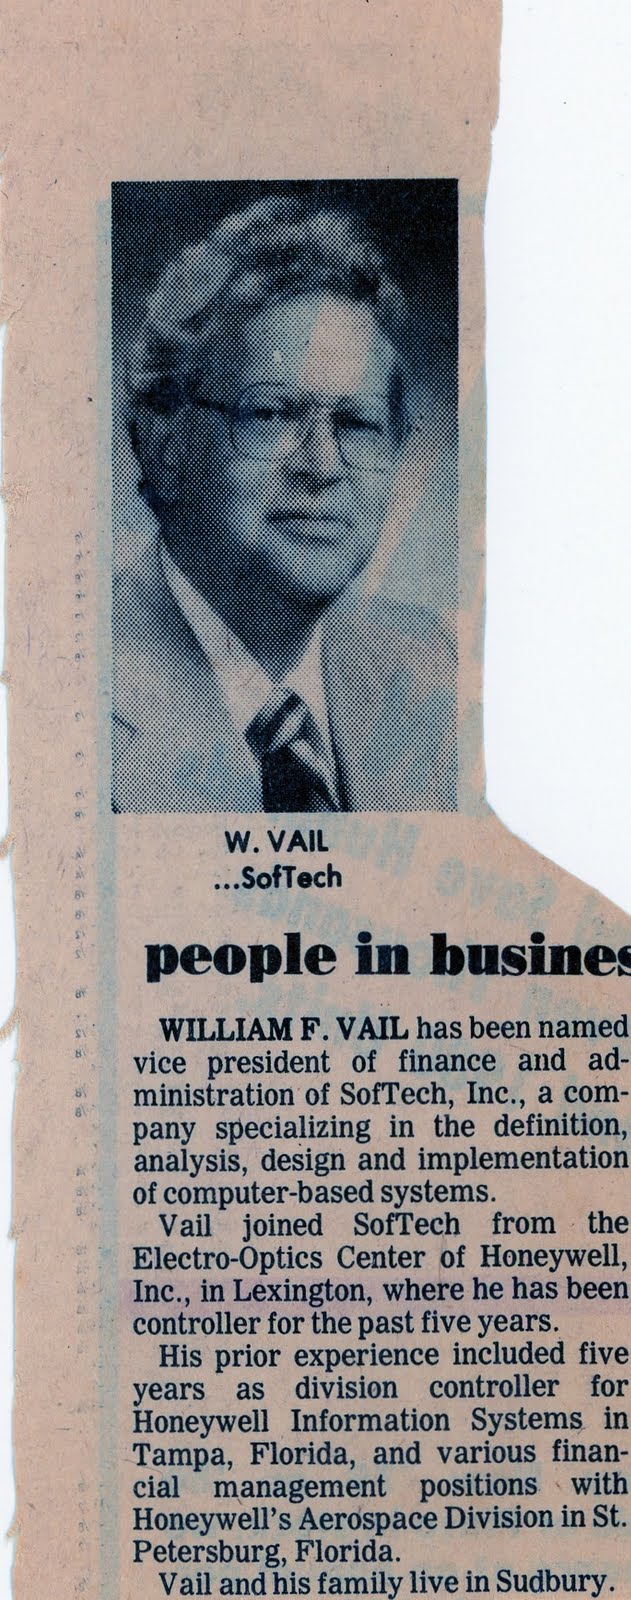 W. VAIL
...SofTech
people in busines
WILLIAM F. VAIL has been named
vice president of finance and ad-
ministration of SofTech, Inc., a com-
pany specializing in the definition,
analysis, design and implementation
of computer-based systems.
Vail joined SofTech from the
Electro-Optics Center of Honeywell,
Inc., in Lexington, where he has been
controller for the past five years.
His prior experience included five
years as division controller for
Honeywell Information Systems in
Tampa, Florida, and various finan-
cial management positions with
Honeywell's Aerospace Division in St.
Petersburg, Florida.
Vail and his family live in Sudbury.